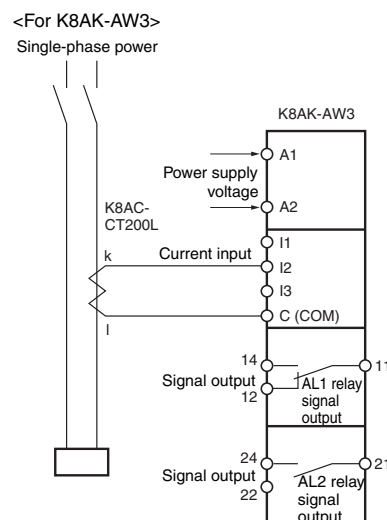 <For K8AK-AW3>
Single-phase power
K8AK-AW3
A1
Power supply
voltage
A2
K8AC-
CT200L
I1
k
Current input
I2
I3
C (COM)
l
14
11
Signal output
AL1 relay
12
signal
output
24
21
Signal output
AL2 relay
22
signal
output